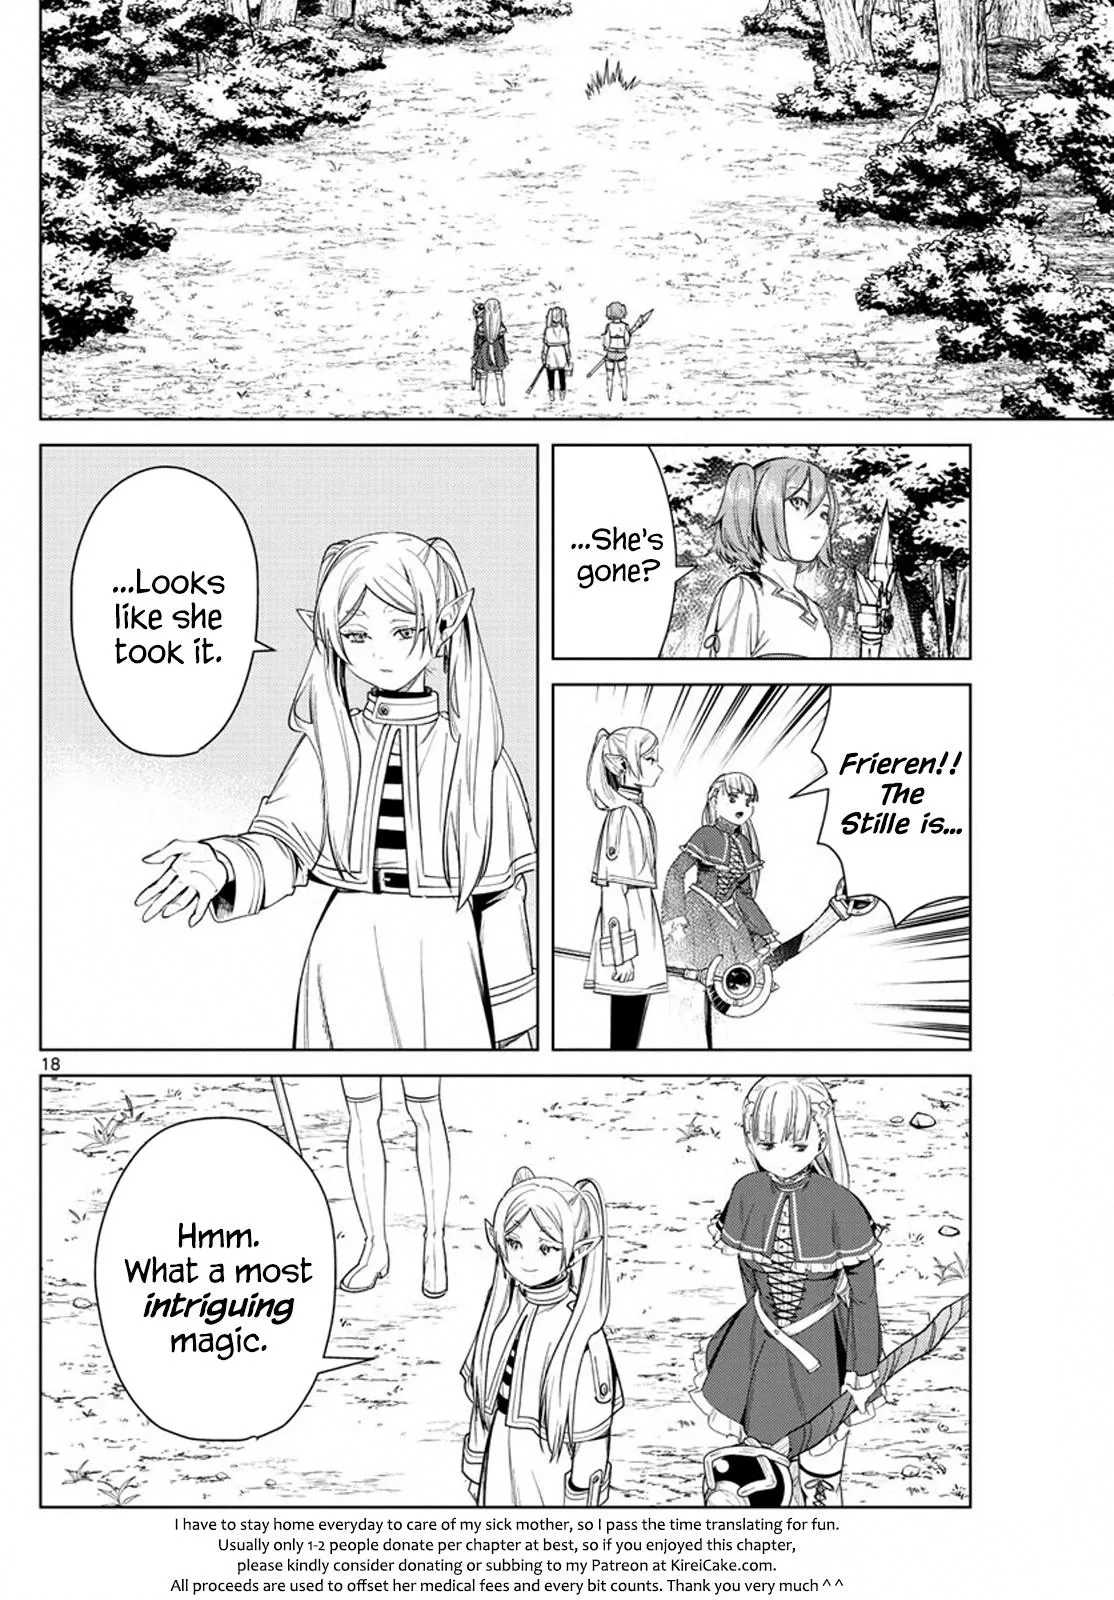 ...She's
gone?
Frieren!!
The
Stille is...
...Looks
like she
took it.
18
Hmm.
What a most
intriguing
magic.
I have to stay home everyday to care of my sick mother, so I pass the time translating for fun.
Usually only 1-2 people donate per chapter at best, so if you enjoyed this chapter,
please kindly consider donating or subbing to my Patreon at KireiCake.com.
All proceeds are used to offset her medical fees and every bit counts. Thank you very much ^ ^